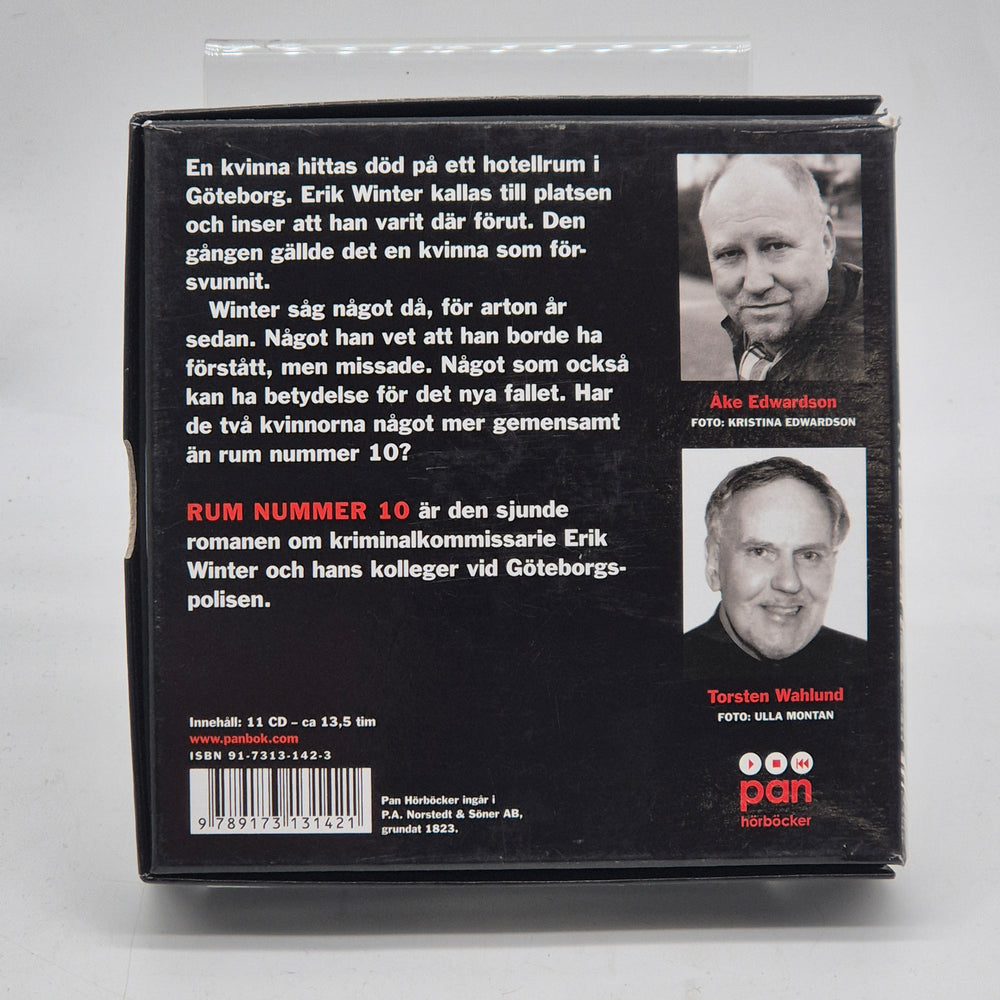 En kvinna hittas död på ett hotellrum i
Göteborg. Erik Winter kallas till platsen
och inser att han varit där förut. Den
gången gällde det en kvinna som för-
svunnit.
Winter såg något då, för arton år
sedan. Något han vet att han borde ha
förstått, men missade. Något som också
kan ha betydelse för det nya fallet. Har
de två kvinnorna något mer gemensamt
än rum nummer 10?
RUM NUMMER 10 är den sjunde
romanen om kriminalkommissarie Erik
Winter och hans kolleger vid Göteborgs-
polisen.
Innehåll: 11 CD – ca 13,5 tim
www.panbok.com
ISBN 91-7313-142-3
9 789173 131421
Pan Hörböcker ingår i
P.A. Norstedt & Söner AB,
grundat 1823.
Åke Edwardson
FOTO: KRISTINA EDWARDSON
Torsten Wahlund
FOTO: ULLA MONTAN
pan
hörböcker